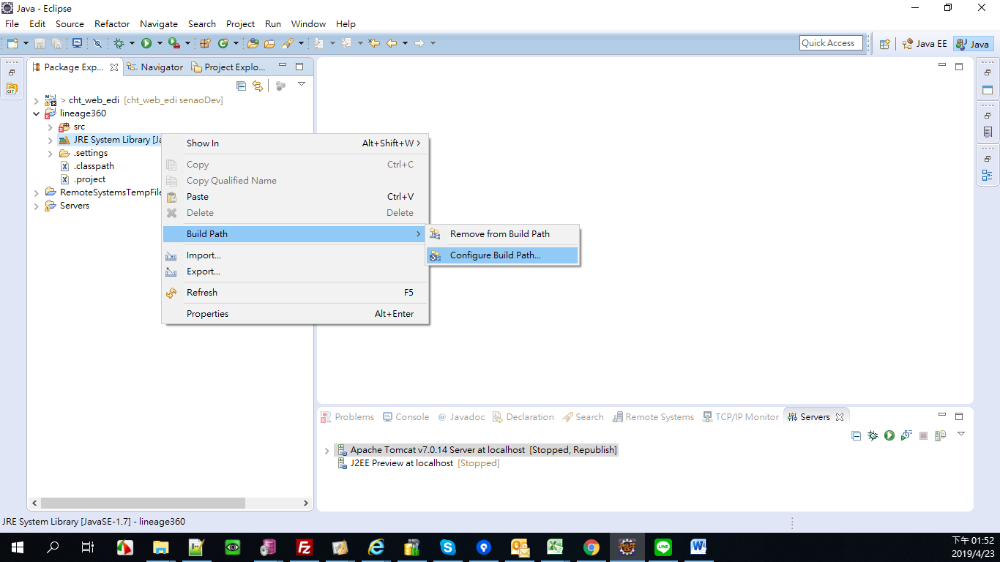 Java - Eclipse
File Edit Source Refactor Navigate Search Project Run Window Help
Quick Access Java EE Java
Package Exp... Navigator Project Explo...
> cht_web_edi [cht_web_edi senaoDev]
lineage360
src
JRE System Library [Ja
.settings
.classpath
.project
RemoteSystemsTempFile
Servers
GIT
Show In Alt+Shift+W >
Copy Ctrl+C
Copy Qualified Name
Paste Ctrl+V
Delete Delete
Build Path >
Import...
Export...
Refresh F5
Properties Alt+Enter
Remove from Build Path
Configure Build Path...
Problems Console @ Javadoc Declaration Search Remote Systems TCP/IP Monitor Servers
Apache Tomcat v7.0.14 Server at localhost [Stopped, Republish]
J2EE Preview at localhost [Stopped]
JRE System Library [JavaSE-1.7] - lineage360
下午 01:52
2019/4/23